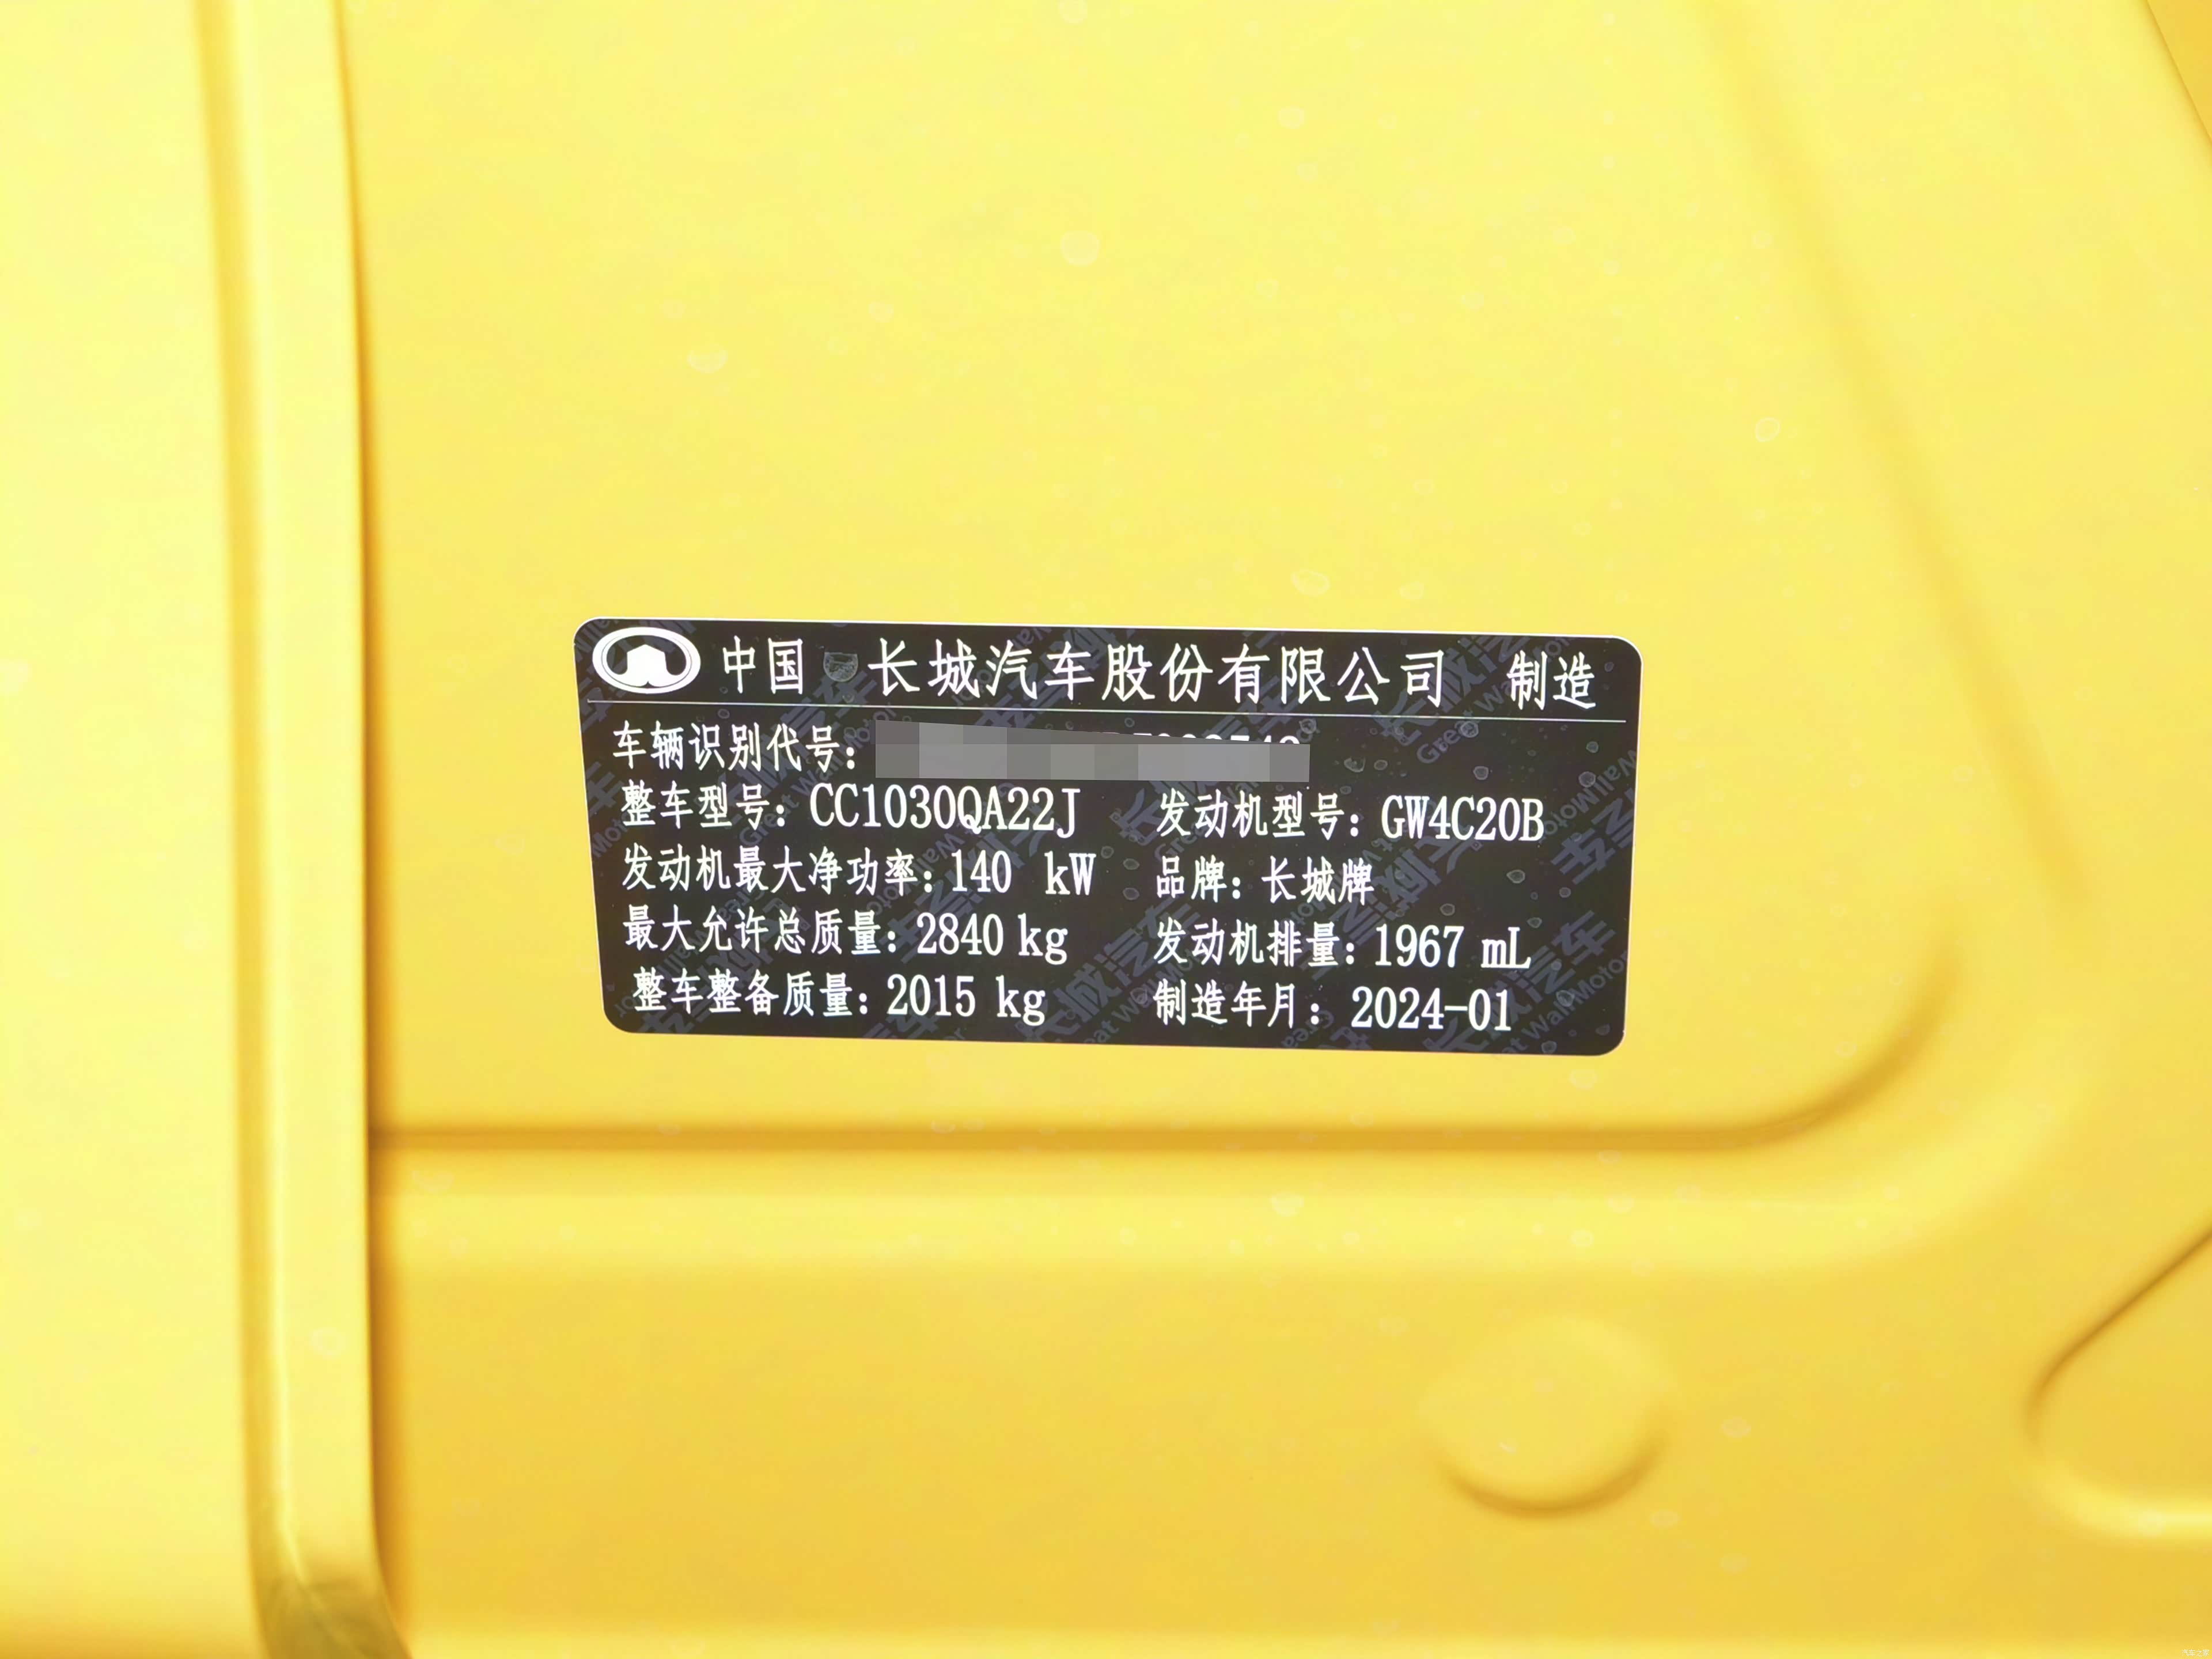 中国 长城汽车股份有限公司 制造
车辆识别代号:
整车型号: CC1030QA22J 发动机型号: GW4C20B
发动机最大净功率: 140 kW 品牌: 长城牌
最大允许总质量: 2840 kg 发动机排量: 1967 mL
整车整备质量: 2015 kg 制造年月: 2024-01
汽车之家